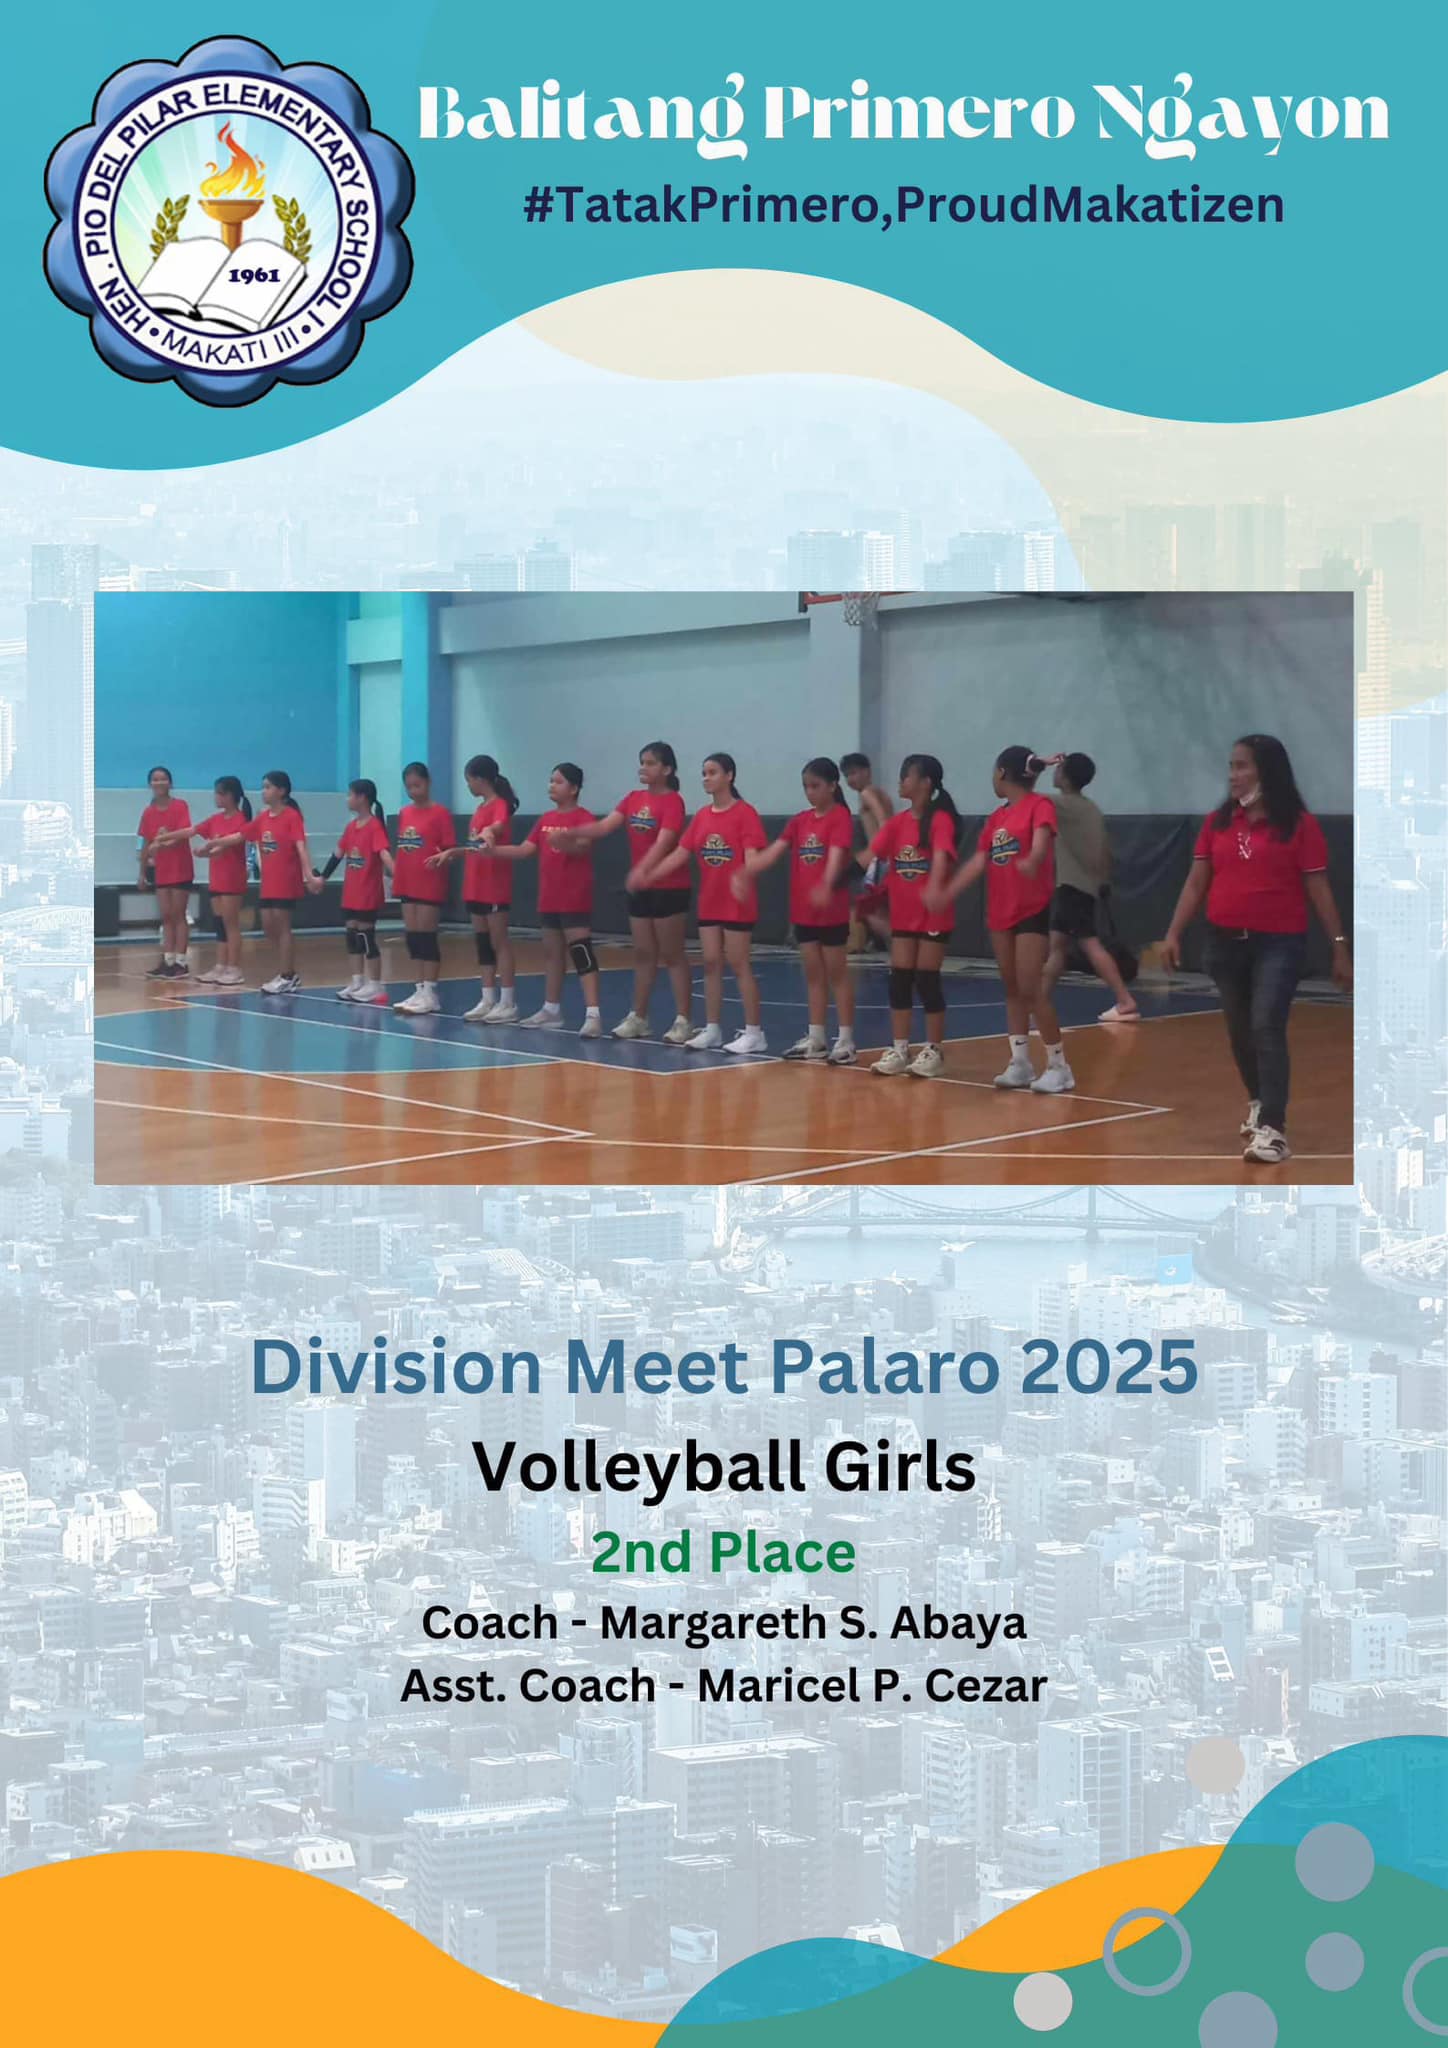 HEN. PIO DEL PILAR ELEMENTARY SCHOOL I
• MAKATI III •
1961
Balitang Primero Ngayon
#TatakPrimero,ProudMakatizen
Division Meet Palaro 2025
Volleyball Girls
2nd Place
Coach - Margareth S. Abaya
Asst. Coach - Maricel P. Cezar